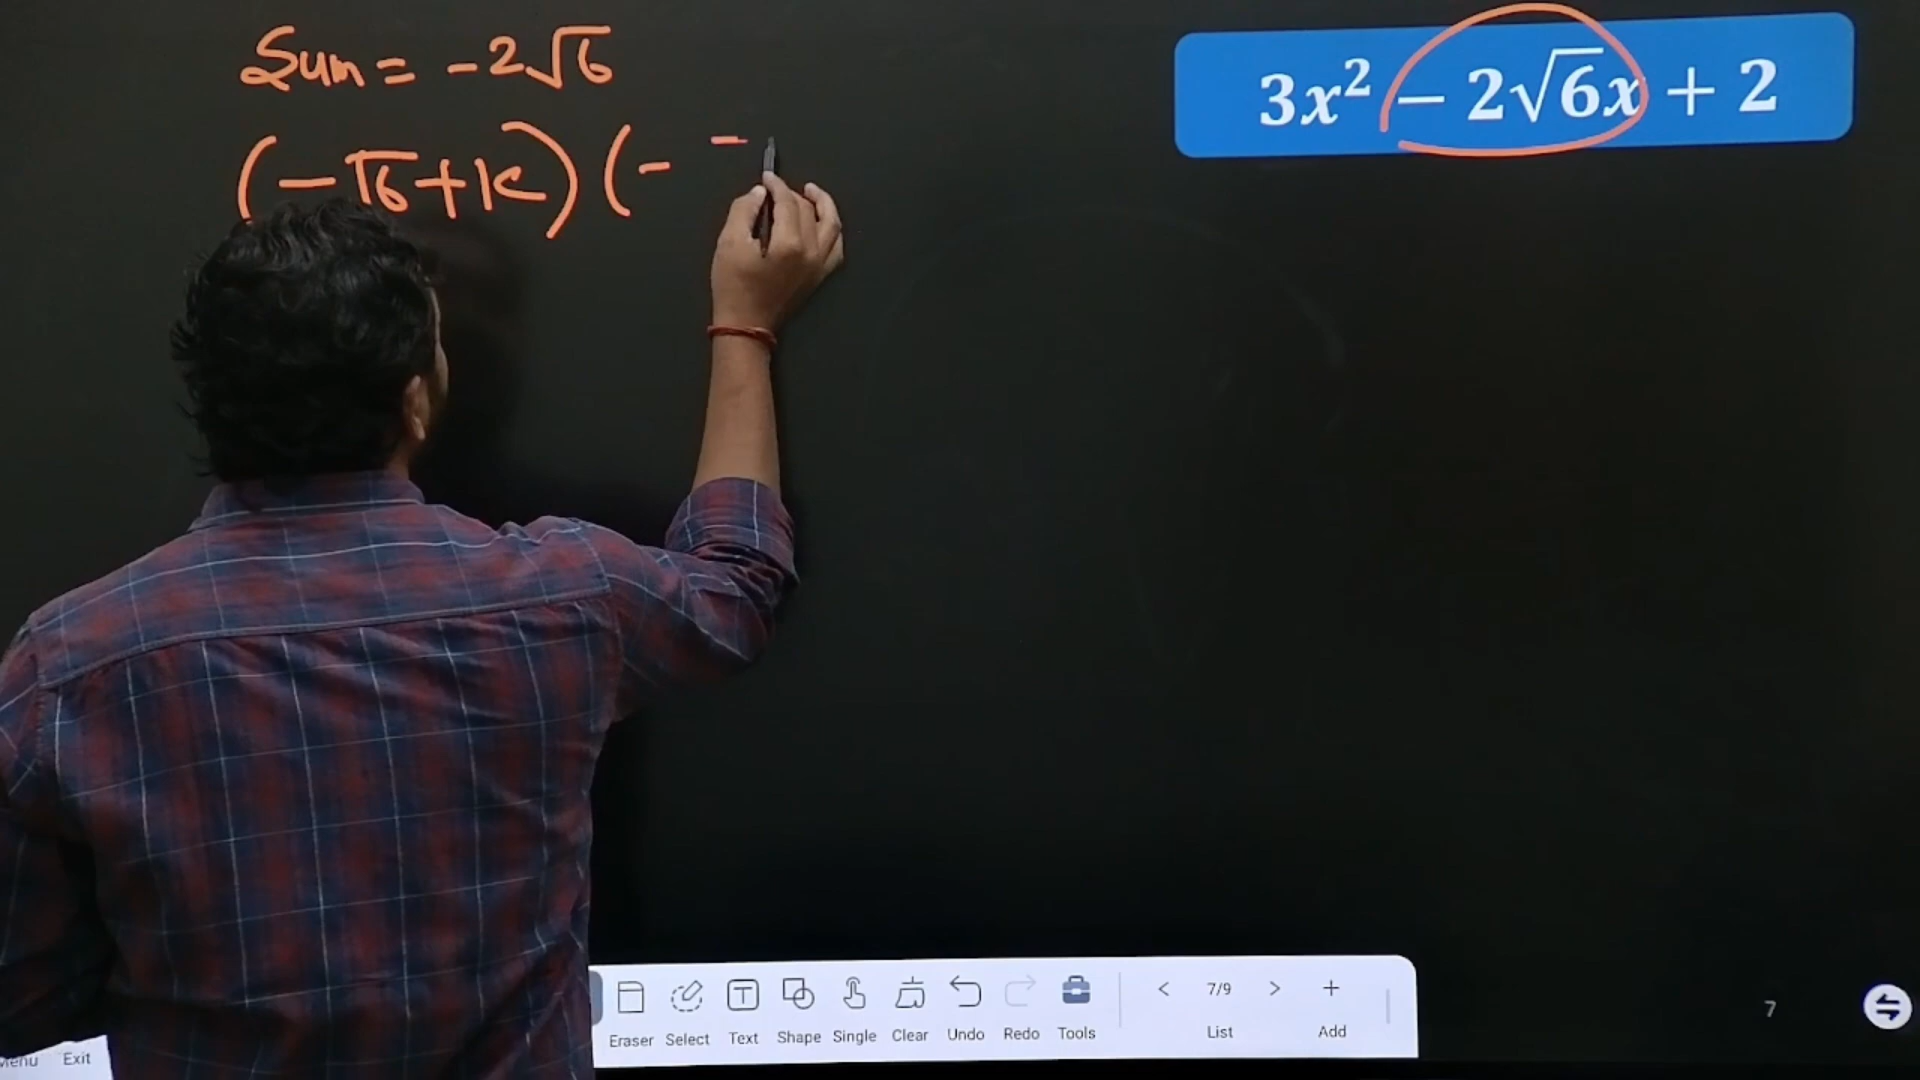 Sum = -2√6
3x² - 2√6x + 2
(-√6+k) (- -
Eraser Select Text Shape Single Clear Undo Redo Tools < 7/9 > List + Add
7
Menu Exit